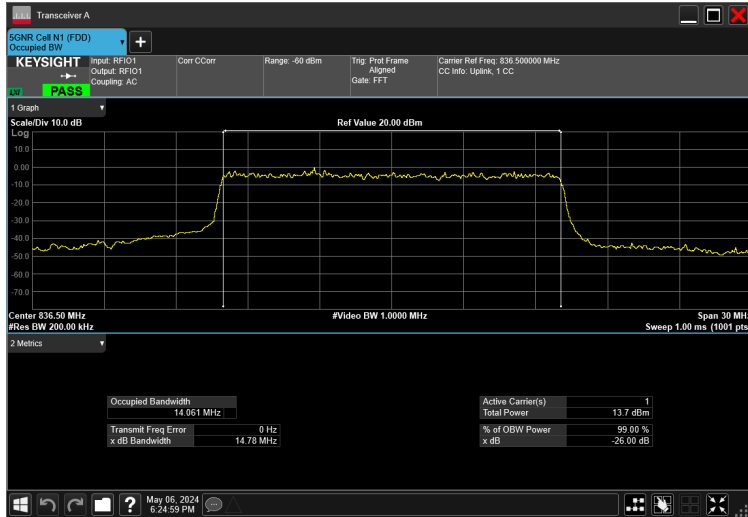 Transceiver A
5GNR Cell N1 (FDD)
Occupied BW
KEYSIGHT
PASS
Input: RFIO1
Output: RFIO1
Coupling: AC
Corr CCorr
Range: -60 dBm
Trig: Prot Frame
Aligned
Gate: FFT
Carrier Ref Freq: 836.500000 MHz
CC Info: Uplink, 1 CC
1 Graph
Scale/Div 10.0 dB
Ref Value 20.00 dBm
Log
10.0
0.00
-10.0
-20.0
-30.0
-40.0
-50.0
-60.0
-70.0
Center 836.50 MHz
#Video BW 1.0000 MHz
Span 30 MH
#Res BW 200.00 kHz
Sweep 1.00 ms (1001 pts
2 Metrics
Occupied Bandwidth
14.061 MHz
Transmit Freq Error 0 Hz
x dB Bandwidth 14.78 MHz
Active Carrier(s) 1
Total Power 13.7 dBm
% of OBW Power 99.00 %
x dB -26.00 dB
May 06, 2024
6:24:59 PM